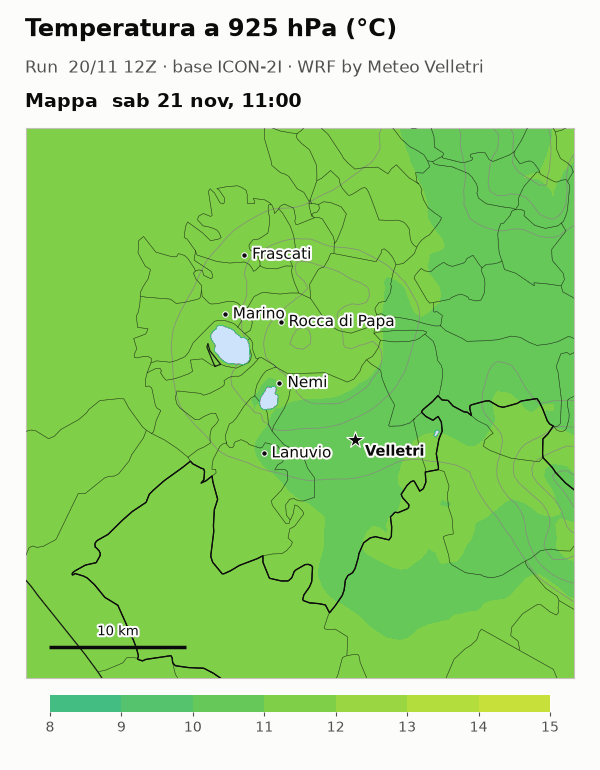 Temperatura a 925 hPa (°C)
Run  20/11 12Z · base ICON-2I · WRF by Meteo Velletri
Mappa  sab 21 nov, 11:00
Frascati
Marino
Rocca di Papa
Nemi
Velletri
Lanuvio
10 km
8 9 10 11 12 13 14 15